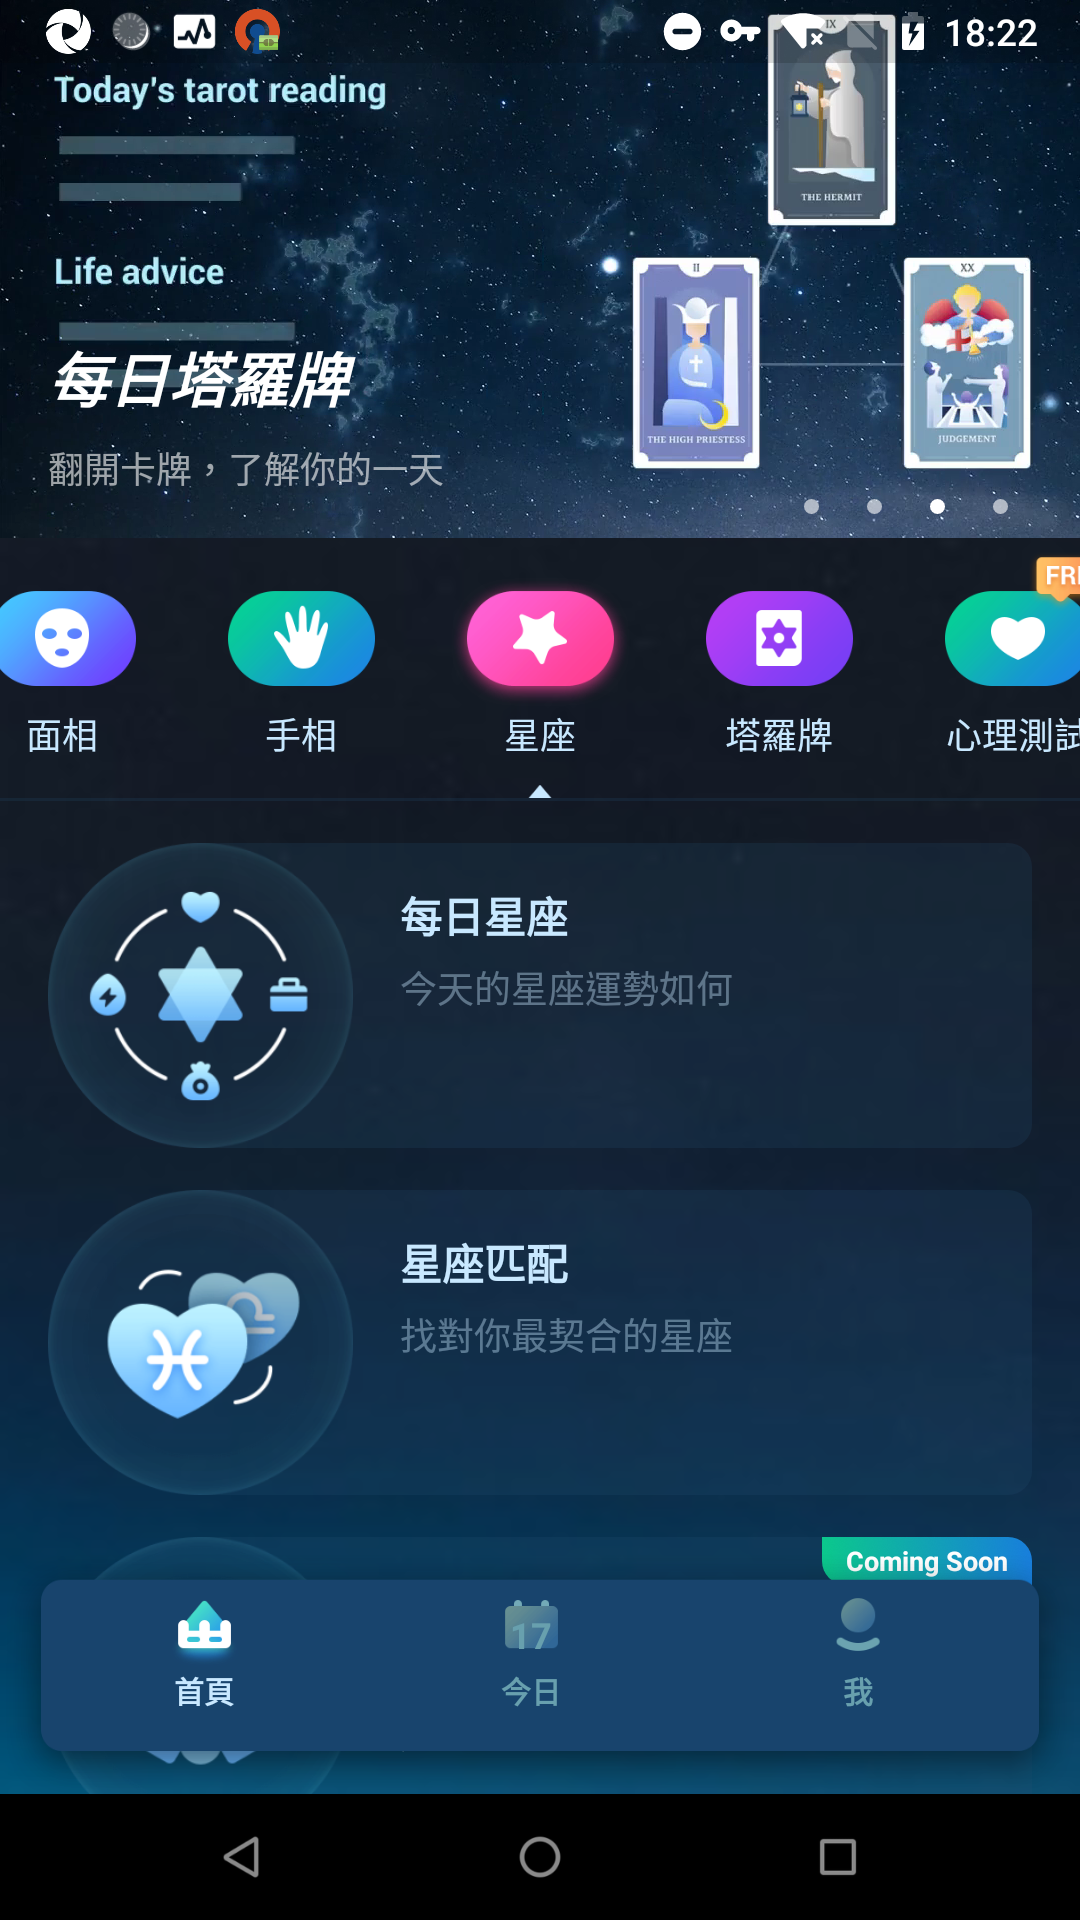 18:22
Today's tarot reading
IX
THE HERMIT
Life advice
II
THE HIGH PRIESTESS
XX
JUDGEMENT
每日塔羅牌
翻開卡牌，了解你的一天
面相
手相
星座
塔羅牌
心理測試
每日星座
今天的星座運勢如何
星座匹配
找對你最契合的星座
Coming Soon
17
首頁
今日
我